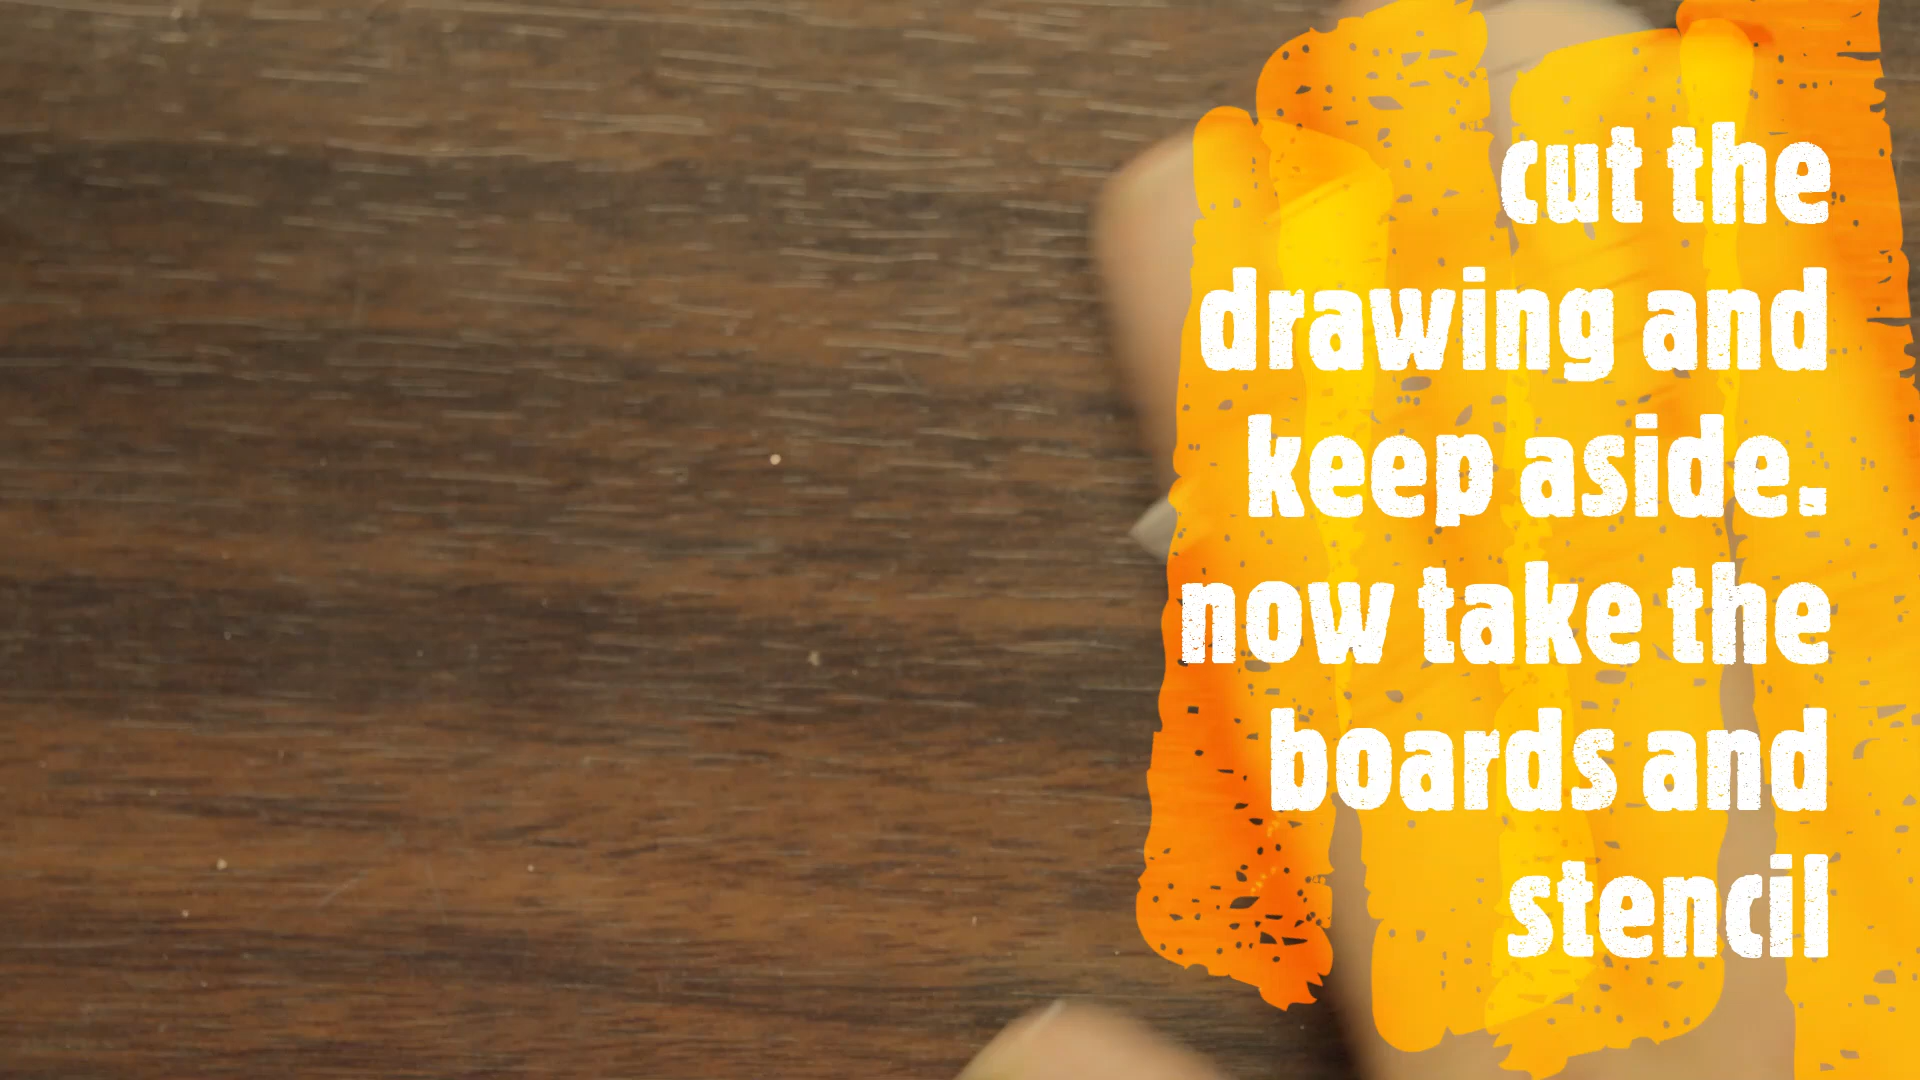 cut the
drawing and
keep aside.
now take the
boards and
stencil